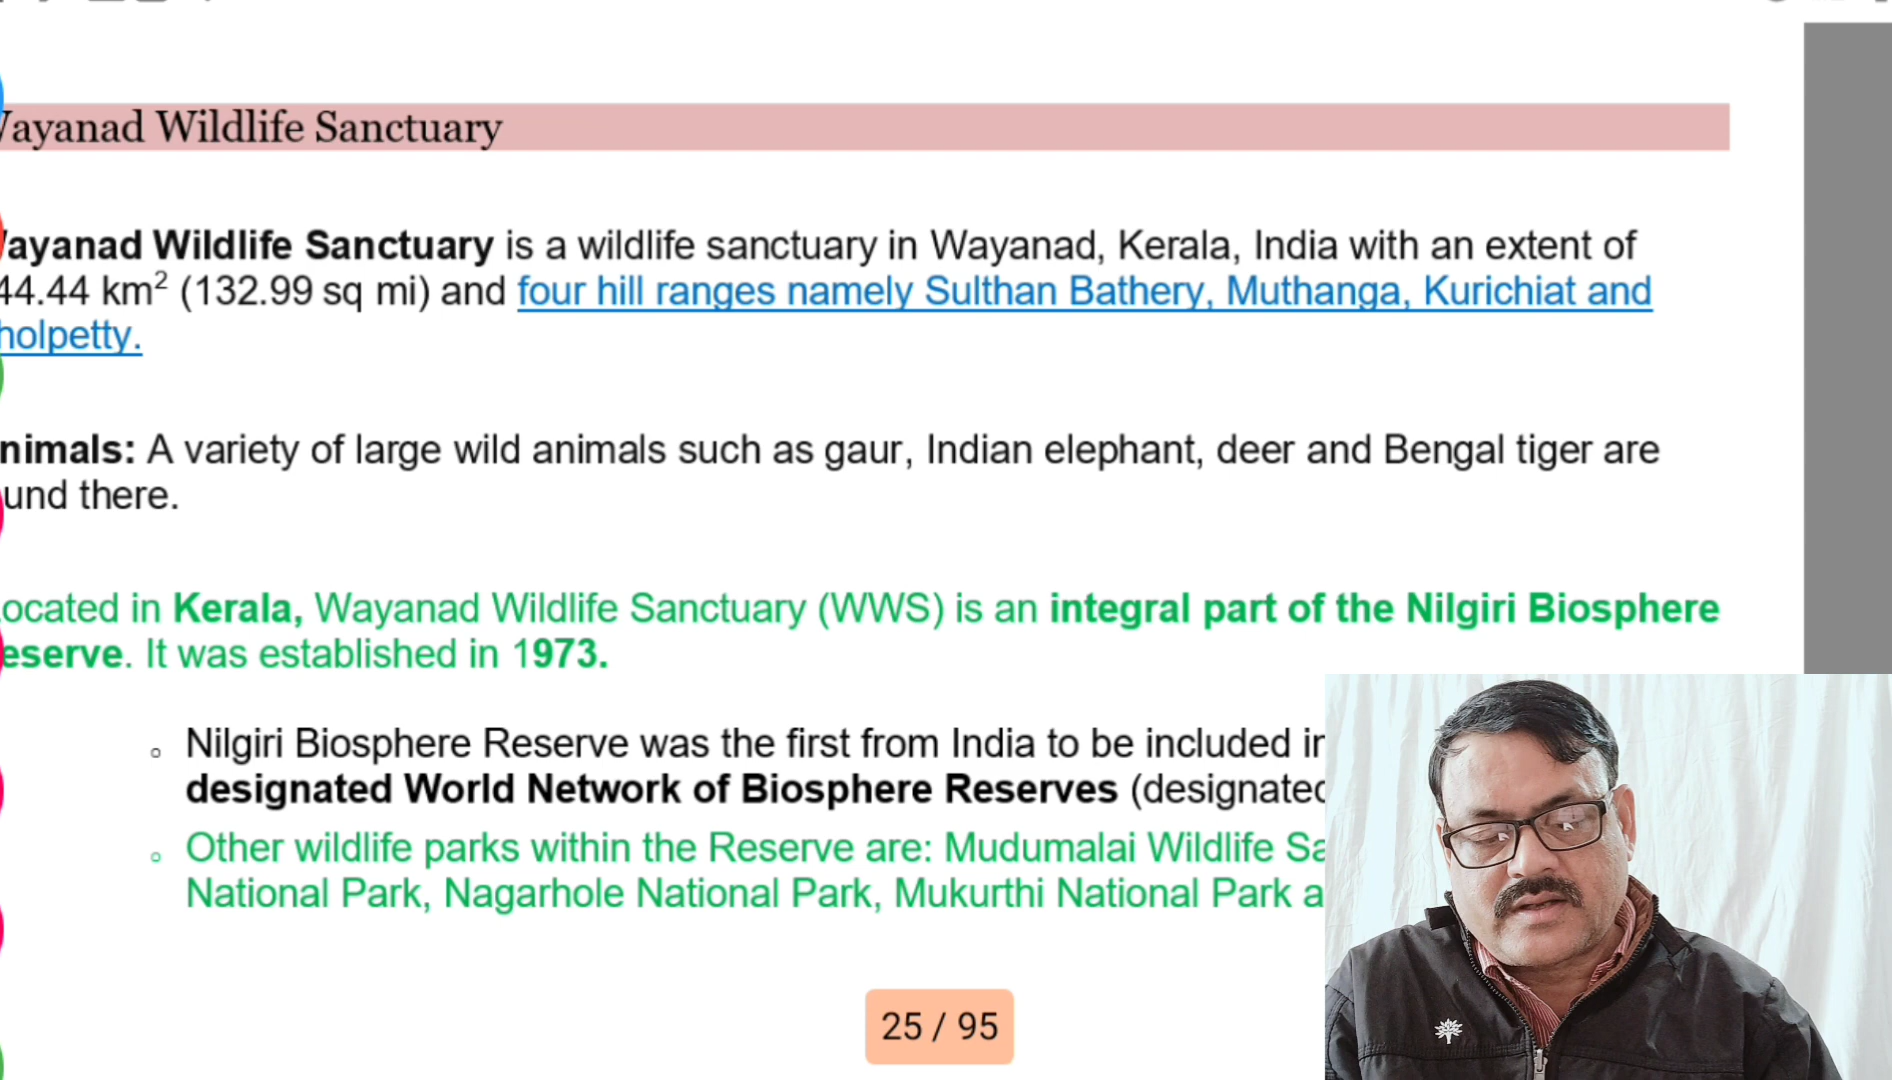 Wayanad Wildlife Sanctuary
Wayanad Wildlife Sanctuary is a wildlife sanctuary in Wayanad, Kerala, India with an extent of
44.44 km² (132.99 sq mi) and four hill ranges namely Sulthan Bathery, Muthanga, Kurichiat and
holpetty.
nimals: A variety of large wild animals such as gaur, Indian elephant, deer and Bengal tiger are
und there.
ocated in Kerala, Wayanad Wildlife Sanctuary (WWS) is an integral part of the Nilgiri Biosphere
eserve. It was established in 1973.
Nilgiri Biosphere Reserve was the first from India to be included in
designated World Network of Biosphere Reserves (designated
Other wildlife parks within the Reserve are: Mudumalai Wildlife Sa
National Park, Nagarhole National Park, Mukurthi National Park a
25 / 95